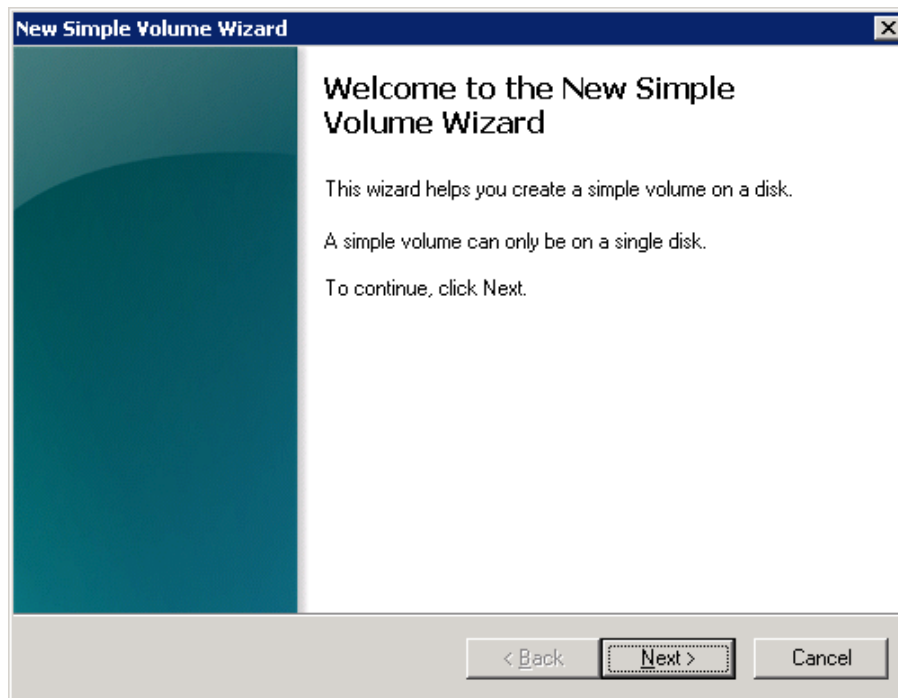 New Simple Volume Wizard
Welcome to the New Simple
Volume Wizard
This wizard helps you create a simple volume on a disk.
A simple volume can only be on a single disk.
To continue, click Next.
< Back
Next >
Cancel